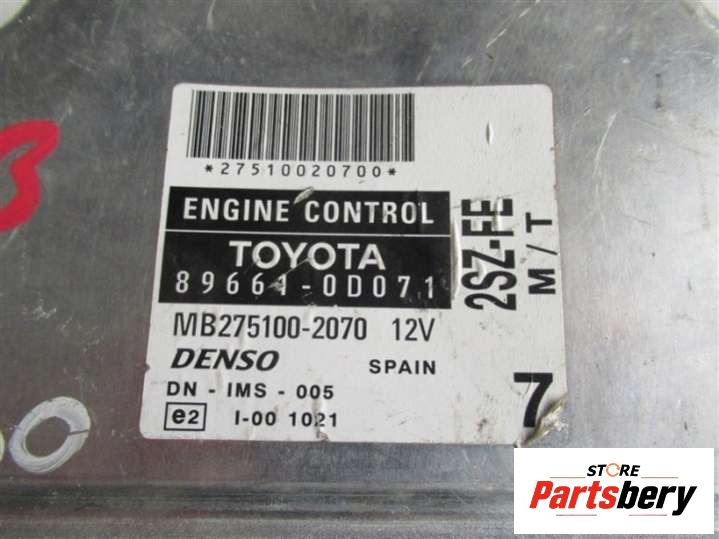 *27510020700*
ENGINE CONTROL
TOYOTA
89661-0D071
2SZ-FE
M/T
MB275100-2070 12V
DENSO SPAIN
DN - IMS - 005
7
e2 I-00 1021
STORE
Partsbery